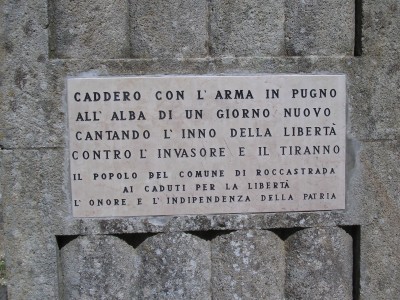 CADDERO CON L'ARMA IN PUGNO
ALL'ALBA DI UN GIORNO NUOVO
CANTANDO L'INNO DELLA LIBERTÀ
CONTRO L'INVASORE E IL TIRANNO
IL POPOLO DEL COMUNE DI ROCCASTRADA
AI CADUTI PER LA LIBERTÀ
L'ONORE E L'INDIPENDENZA DELLA PATRIA